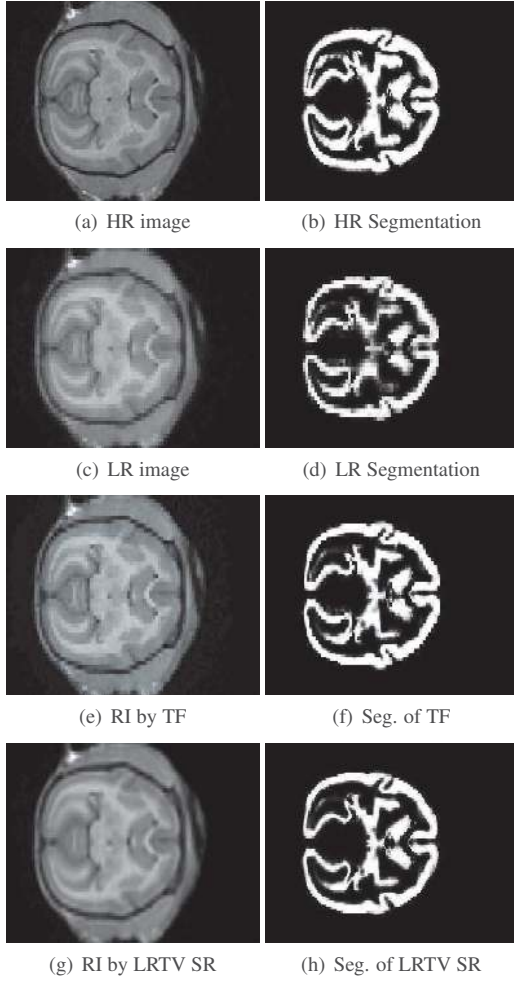 (a) HR image
(b) HR Segmentation
(c) LR image
(d) LR Segmentation
(e) RI by TF
(f) Seg. of TF
(g) RI by LRTV SR
(h) Seg. of LRTV SR